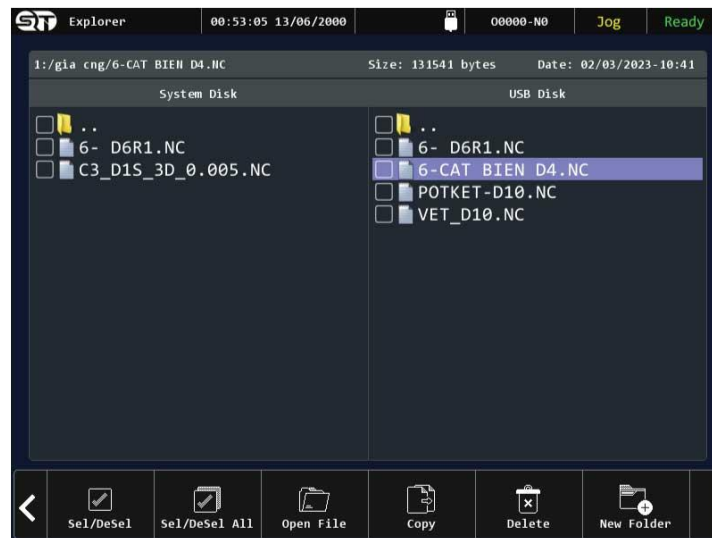 ST Explorer 00:53:05 13/06/2000 O0000-N0 Jog Ready
1:/gia cng/6-CAT BIEN D4.NC Size: 131541 bytes Date: 02/03/2023-10:41
System Disk USB Disk
..
6- D6R1.NC
C3_D1S_3D_0.005.NC
..
6- D6R1.NC
6-CAT BIEN D4.NC
POTKET-D10.NC
VET_D10.NC
Sel/DeSel Sel/DeSel All Open File Copy Delete New Folder